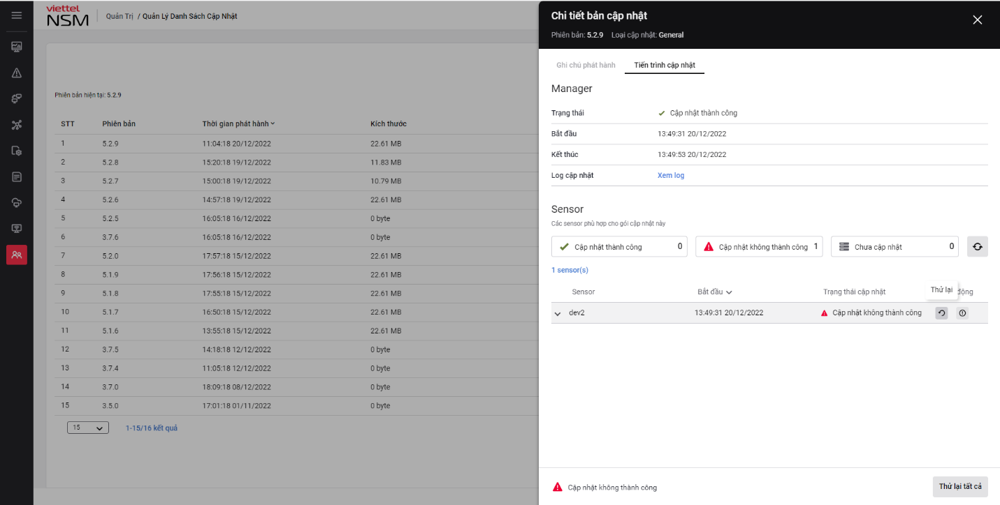 viettel
NSM
Quản Trị / Quản Lý Danh Sách Cập Nhật
Phiên bản hiện tại: 5.2.9
STT Phiên bản Thời gian phát hành Kích thước
1 5.2.9 11:04:18 20/12/2022 22.61 MB
2 5.2.8 15:20:18 19/12/2022 11.83 MB
3 5.2.7 15:00:18 19/12/2022 10.79 MB
4 5.2.6 14:57:18 19/12/2022 22.61 MB
5 5.2.5 16:05:18 16/12/2022 0 byte
6 3.7.6 16:05:18 16/12/2022 0 byte
7 5.2.0 17:57:18 15/12/2022 22.61 MB
8 5.1.9 17:56:18 15/12/2022 22.61 MB
9 5.1.8 17:55:18 15/12/2022 22.61 MB
10 5.1.7 16:50:18 15/12/2022 22.61 MB
11 5.1.6 13:55:18 15/12/2022 22.61 MB
12 3.7.5 14:18:18 12/12/2022 0 byte
13 3.7.4 11:05:18 12/12/2022 0 byte
14 3.7.0 18:09:18 08/12/2022 0 byte
15 3.5.0 17:01:18 01/11/2022 0 byte
15 1-15/16 kết quả
Chi tiết bản cập nhật
Phiên bản: 5.2.9 Loại cập nhật: General
Ghi chú phát hành Tiến trình cập nhật
Manager
Trạng thái Cập nhật thành công
Bắt đầu 13:49:31 20/12/2022
Kết thúc 13:49:53 20/12/2022
Log cập nhật Xem log
Sensor
Các sensor phù hợp cho gói cập nhật này
Cập nhật thành công 0 Cập nhật không thành công 1 Chưa cập nhật 0
1 sensor(s)
Thử lại
Sensor Bắt đầu Trạng thái cập nhật động
dev2 13:49:31 20/12/2022 Cập nhật không thành công
Cập nhật không thành công Thử lại tất cả